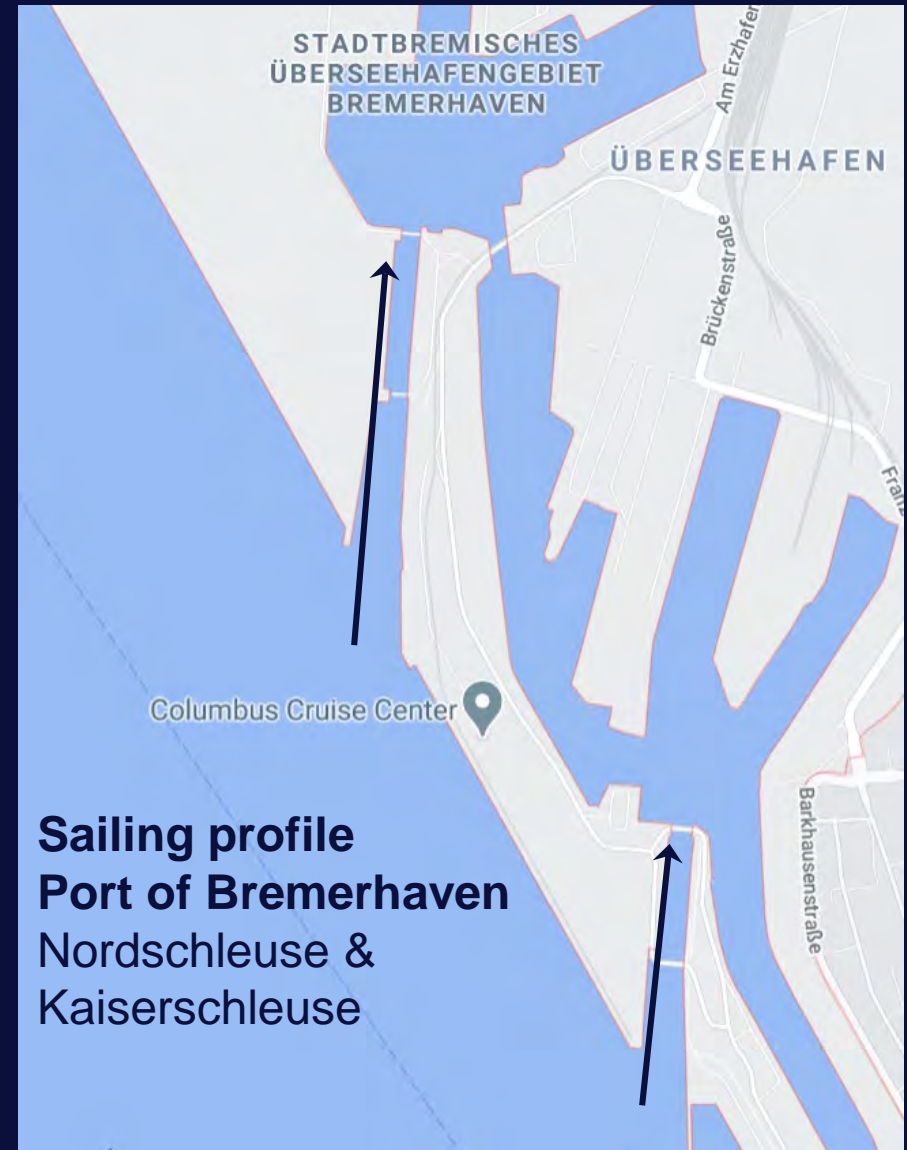 STADTBREMISCHES
ÜBERSEEHAFENGEBIET
BREMERHAVEN
Am Erzhafen
ÜBERSEEHAFEN
Brückenstraße
Columbus Cruise Center
Barkhausenstraße
Sailing profile
Port of Bremerhaven
Nordschleuse &
Kaiserschleuse